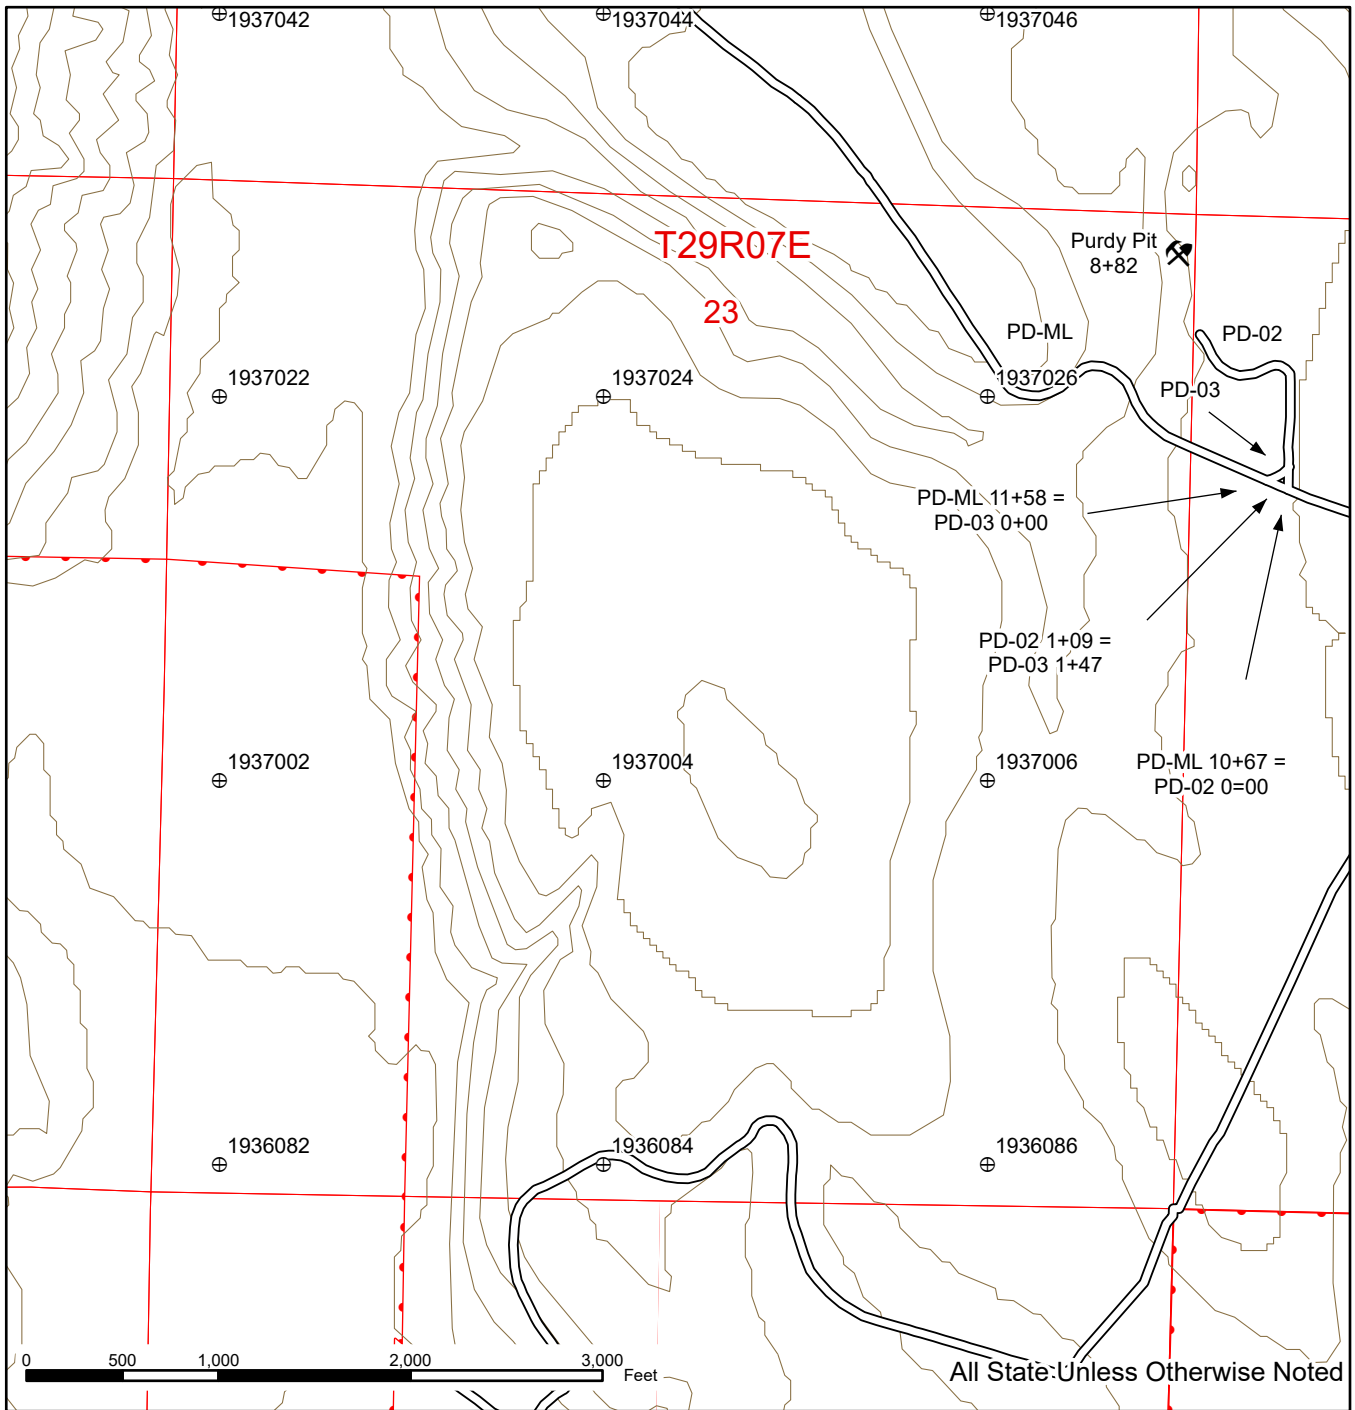 1937042
1937044
1937046
T29R07E
Purdy Pit
8+82
23
PD-ML
PD-02
1937022
1937024
1937026
PD-03
PD-ML 11+58 =
PD-03 0+00
PD-02 1+09 =
PD-03 1+47
1937002
1937004
1937006
PD-ML 10+67 =
PD-02 0=00
1936082
1936084
1936086
0 500 1,000 2,000 3,000
Feet
All State Unless Otherwise Noted